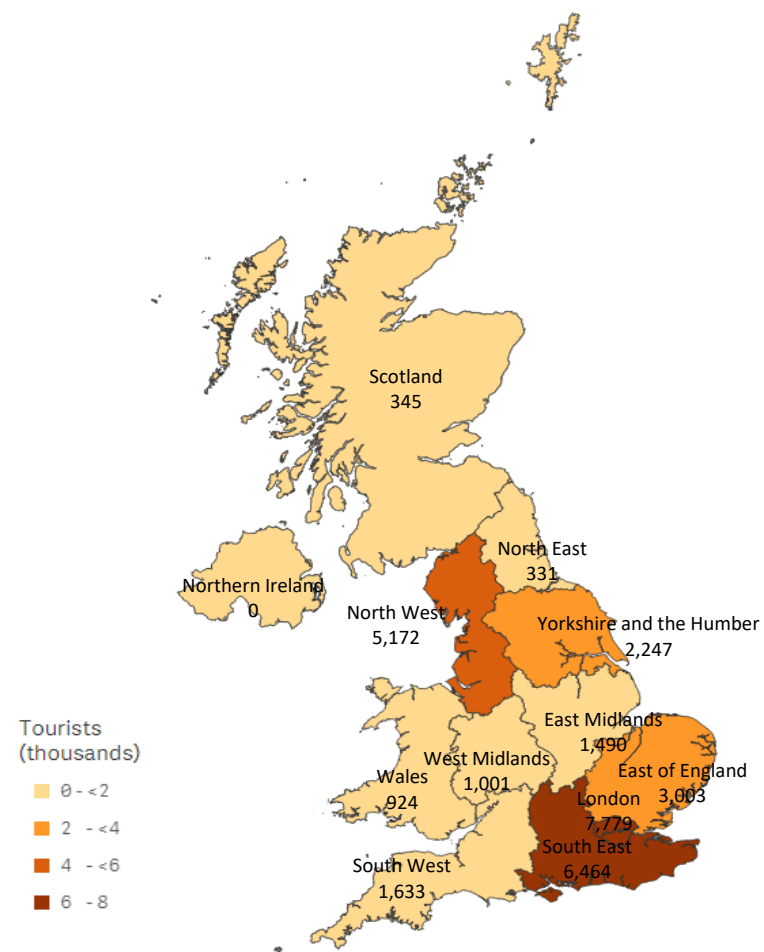 Scotland
345
North East
331
Northern Ireland
0
North West
5,172
Yorkshire and the Humber
2,247
East Midlands
1,490
West Midlands
1,001
Wales
924
East of England
3,003
London
7,779
South East
6,464
South West
1,633
Tourists
(thousands)
0-<2
2 -<4
4 -<6
6 -8